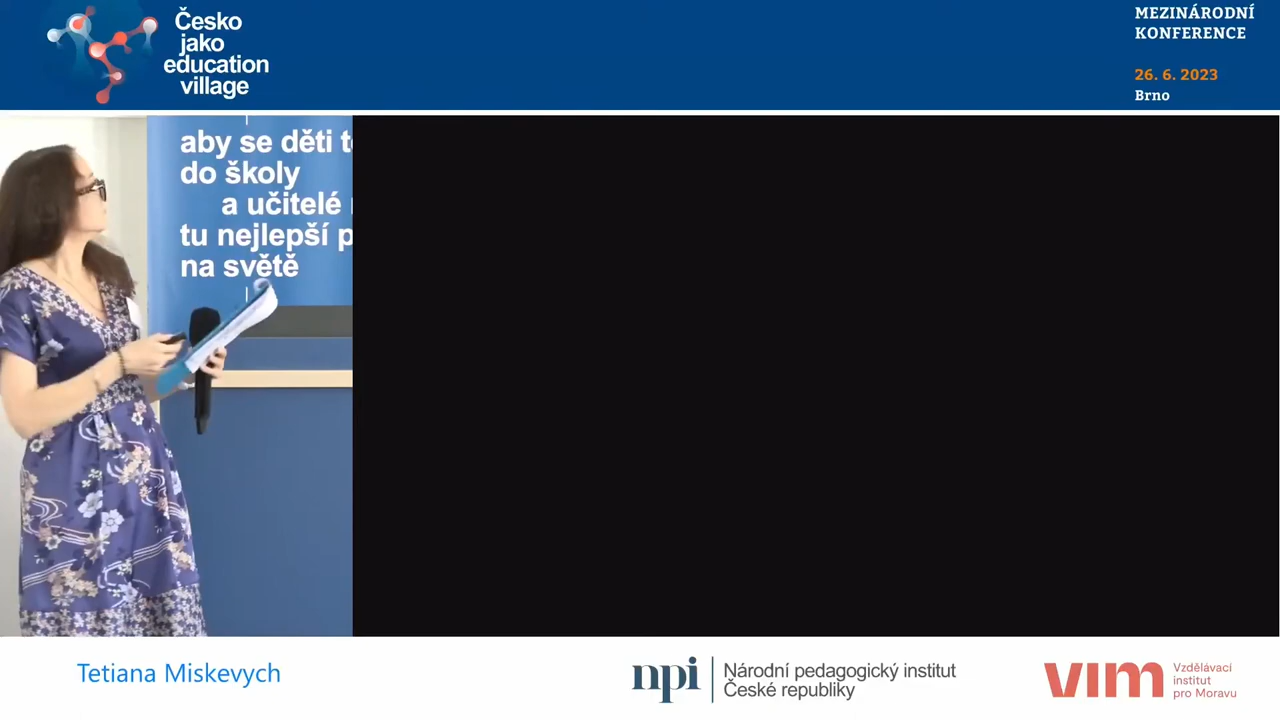 Česko
jako
education
village
MEZINÁRODNÍ
KONFERENCE
26. 6. 2023
Brno
aby se děti
do školy
a učitelé
tu nejlepší
na světě
Tetiana Miskevych
npi
Národní pedagogický institut
České republiky
vim
Vzdělávací
institut
pro Moravu